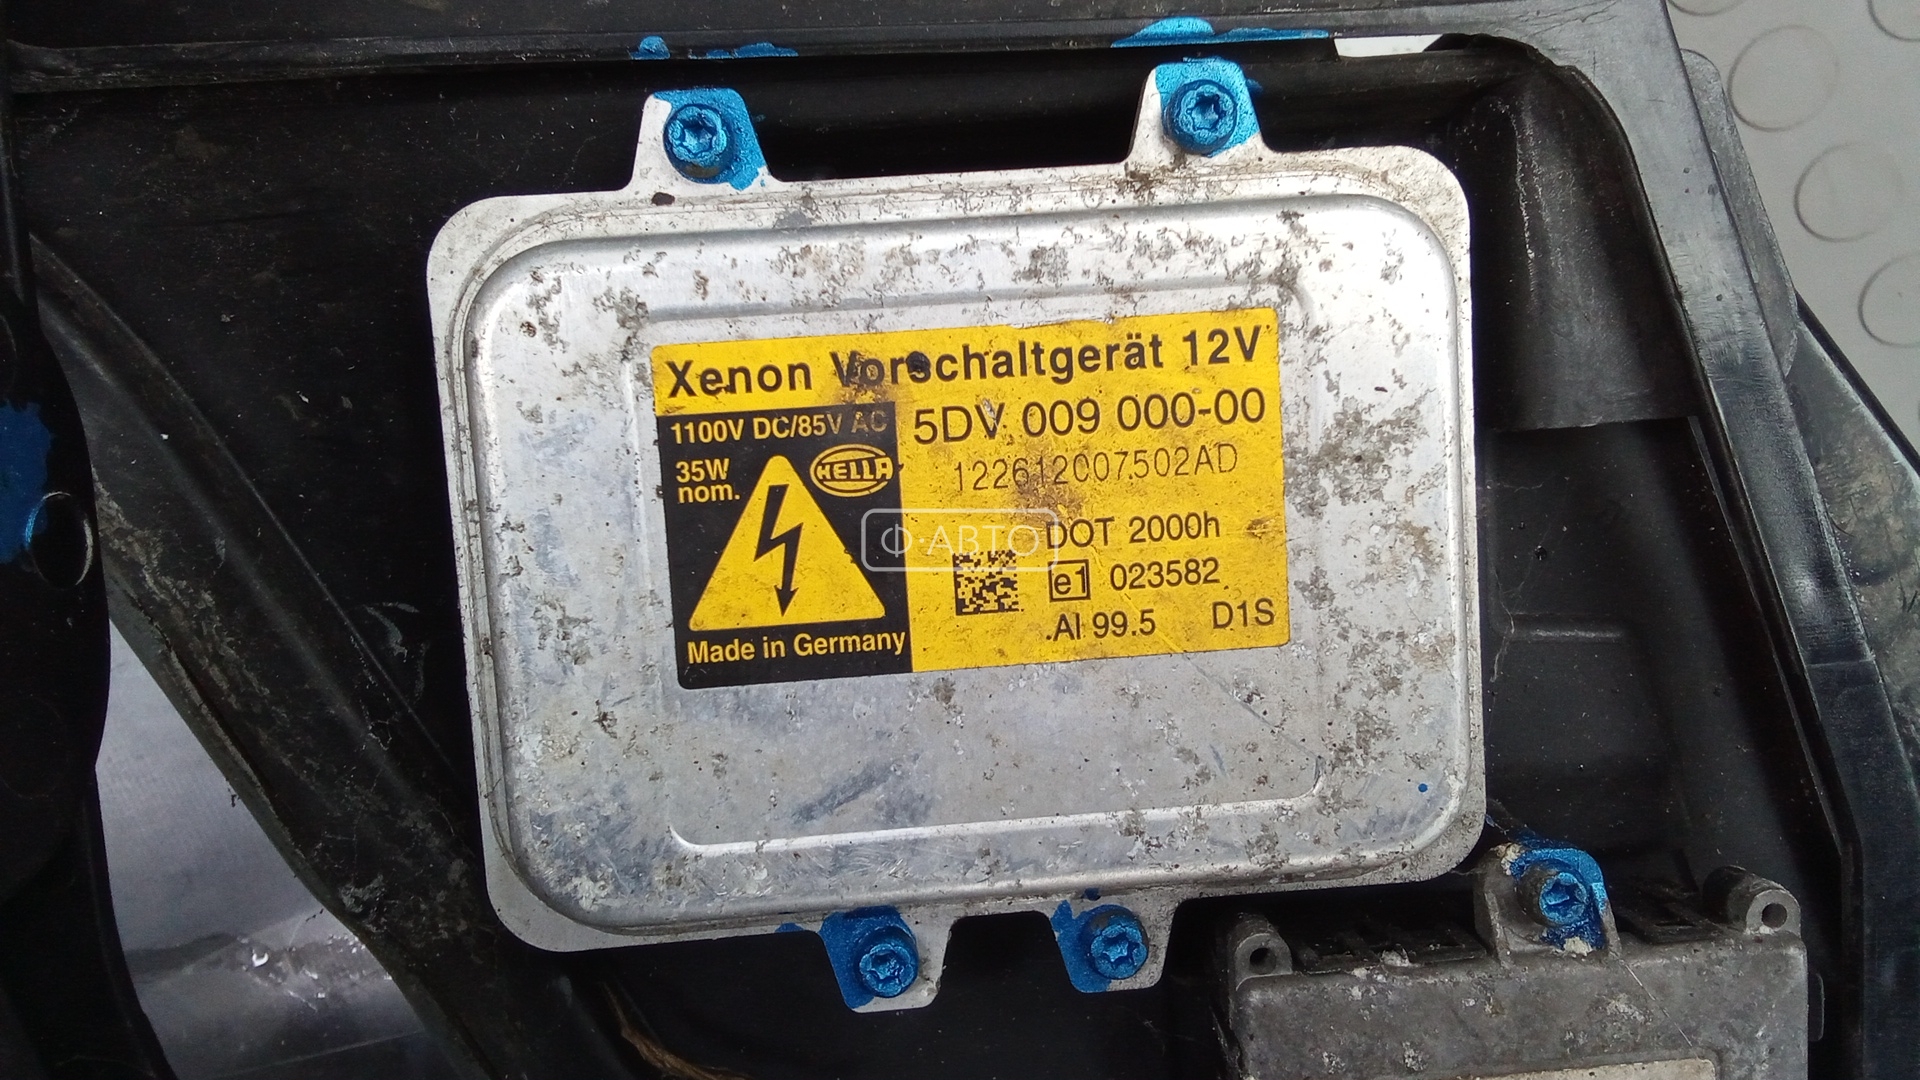 Xenon Vorschaltgerät 12V
1100V DC/85V AC
5DV 009 000-00
35W
nom.
HELLA
122612007502AD
DOT 2000h
Ф·АВТО
e1 023582
Al 99.5 D1S
Made in Germany